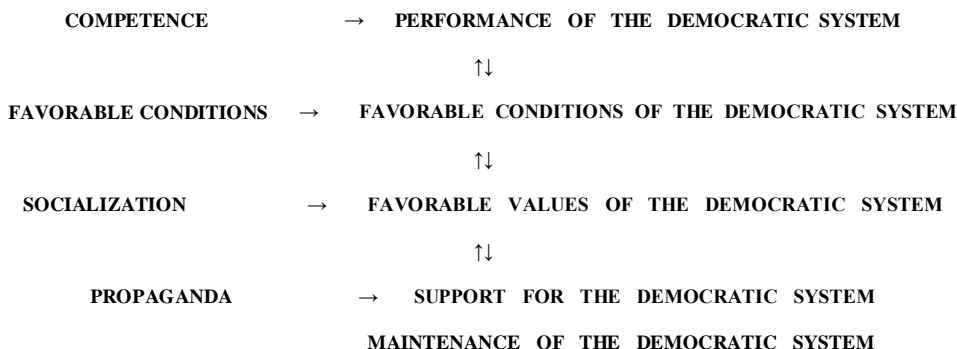 COMPETENCE → PERFORMANCE OF THE DEMOCRATIC SYSTEM
↑↓
FAVORABLE CONDITIONS → FAVORABLE CONDITIONS OF THE DEMOCRATIC SYSTEM
↑↓
SOCIALIZATION → FAVORABLE VALUES OF THE DEMOCRATIC SYSTEM
↑↓
PROPAGANDA → SUPPORT FOR THE DEMOCRATIC SYSTEM
MAINTENANCE OF THE DEMOCRATIC SYSTEM